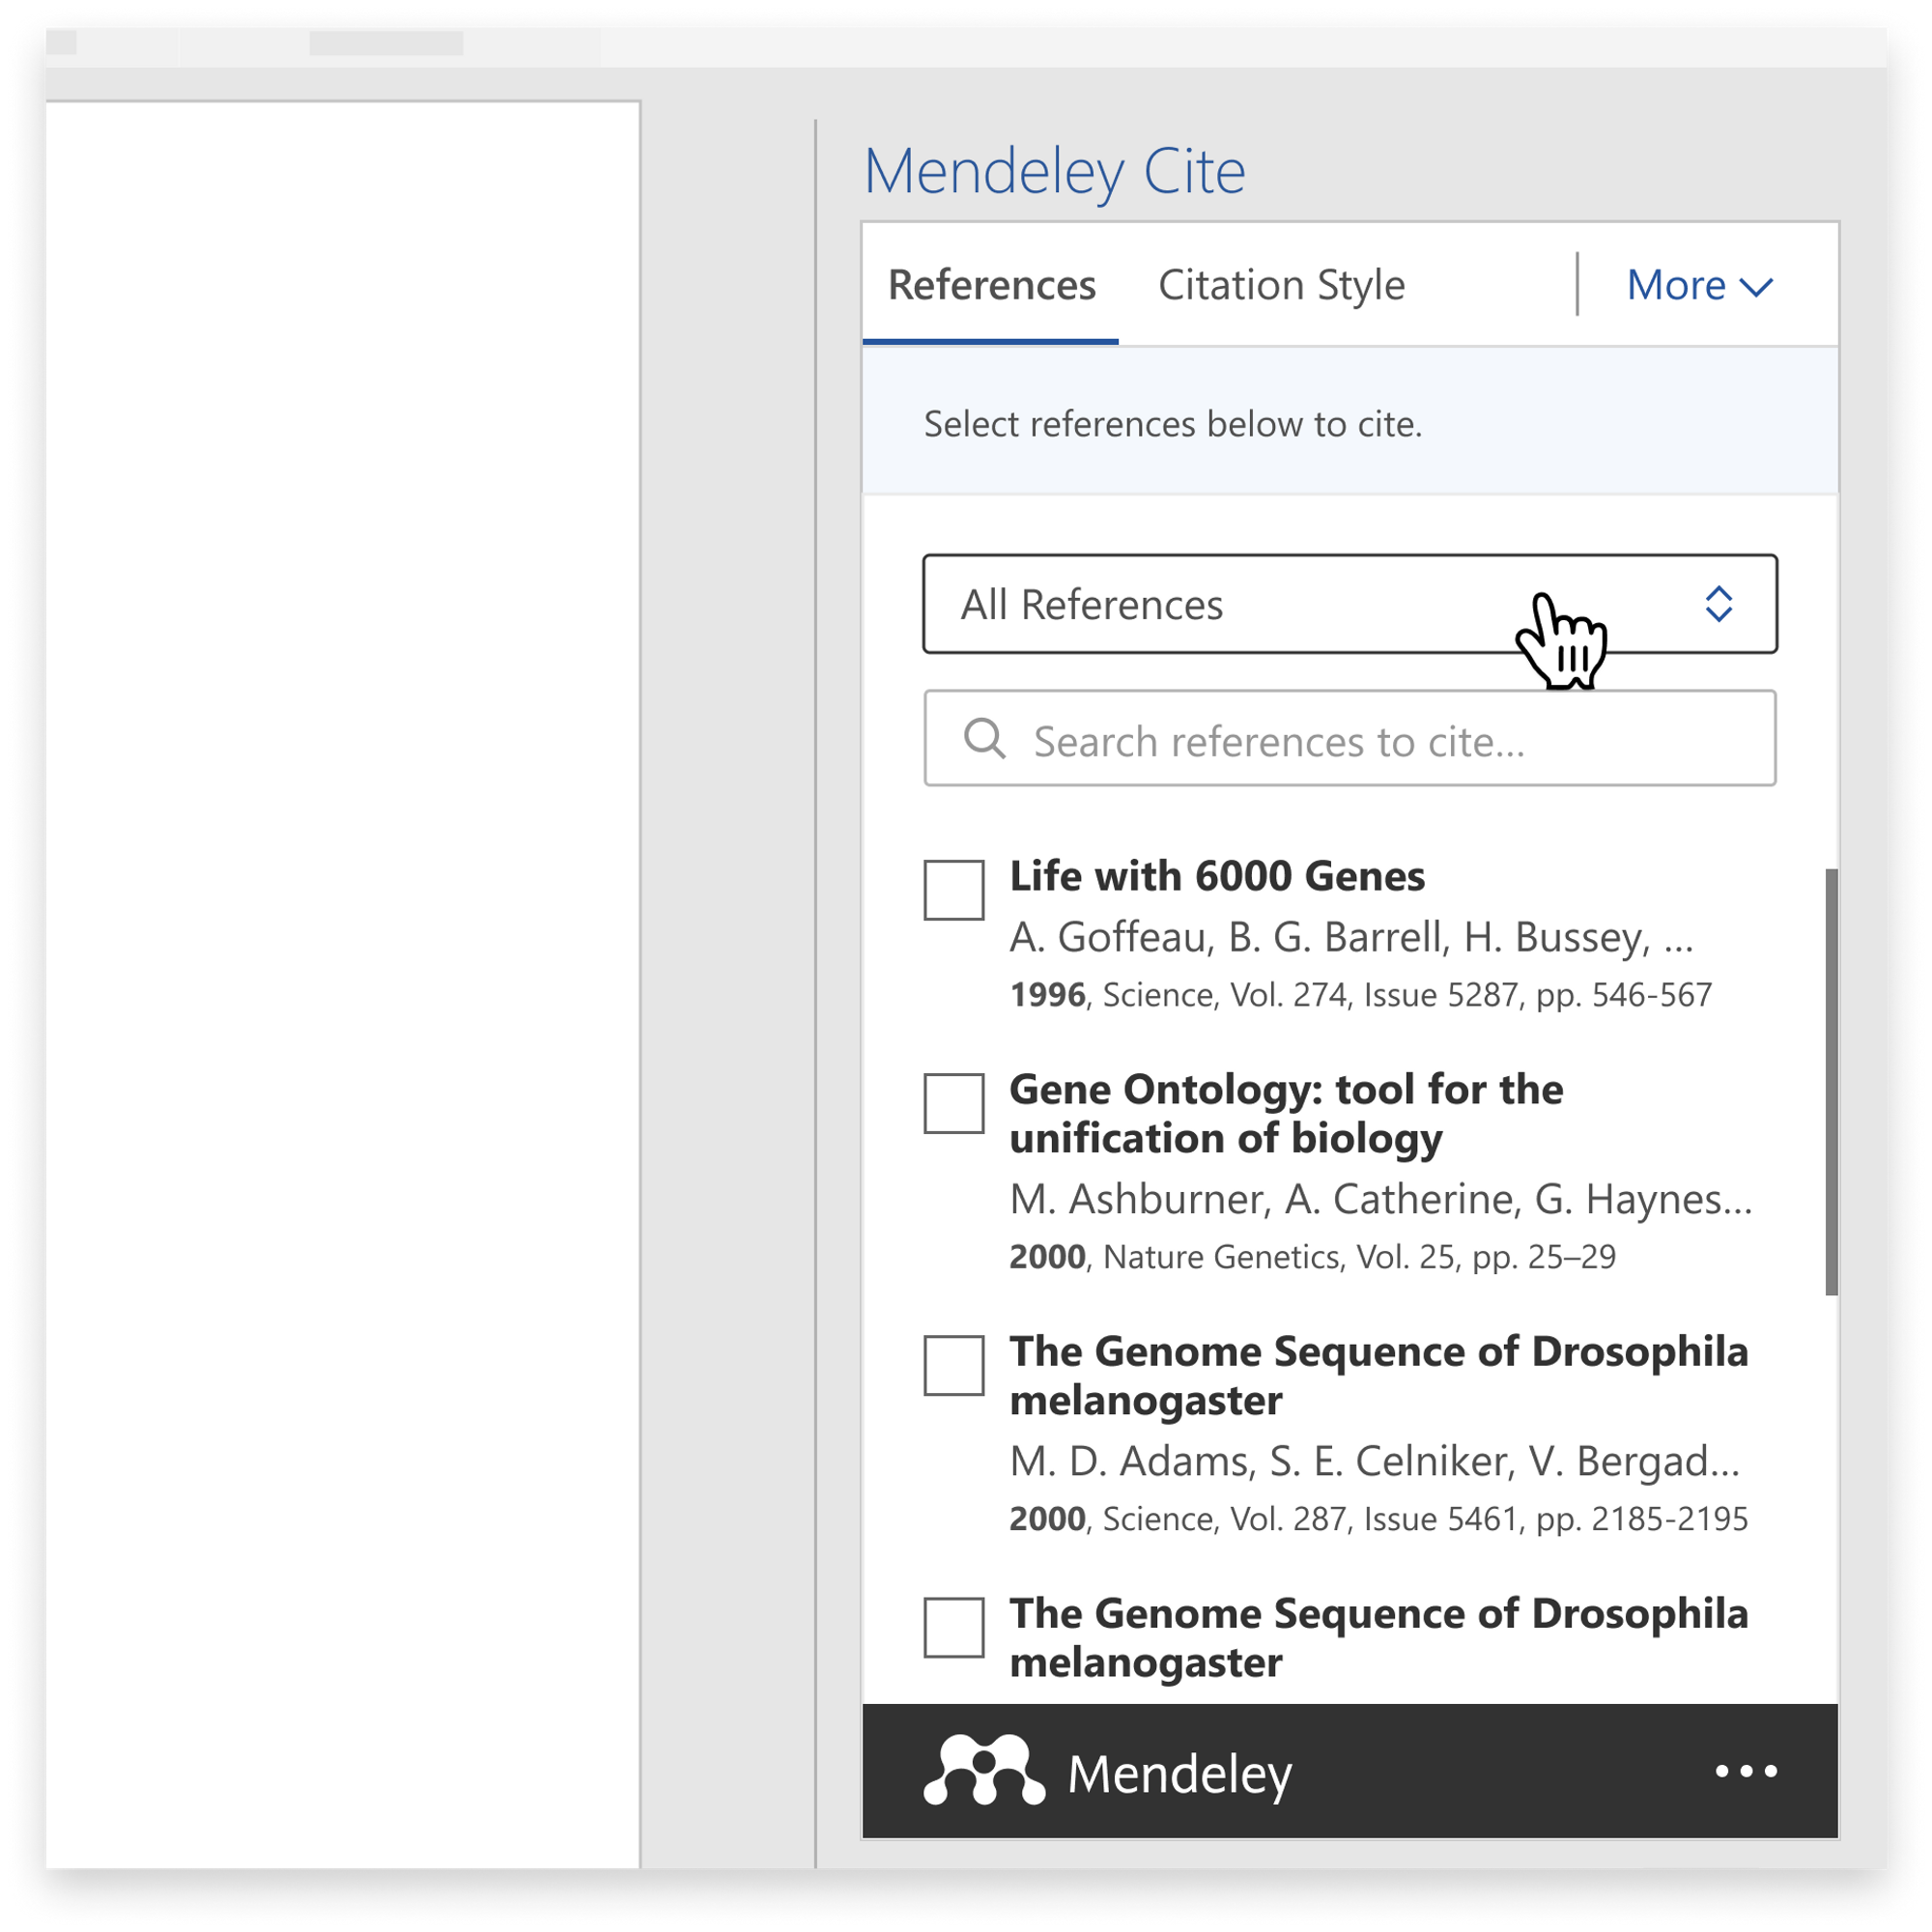 Mendeley Cite
References Citation Style More
Select references below to cite.
All References
Search references to cite...
Life with 6000 Genes
A. Goffeau, B. G. Barrell, H. Bussey, ...
1996, Science, Vol. 274, Issue 5287, pp. 546-567
Gene Ontology: tool for the
unification of biology
M. Ashburner, A. Catherine, G. Haynes...
2000, Nature Genetics, Vol. 25, pp. 25–29
The Genome Sequence of Drosophila
melanogaster
M. D. Adams, S. E. Celniker, V. Bergad...
2000, Science, Vol. 287, Issue 5461, pp. 2185-2195
The Genome Sequence of Drosophila
melanogaster
Mendeley